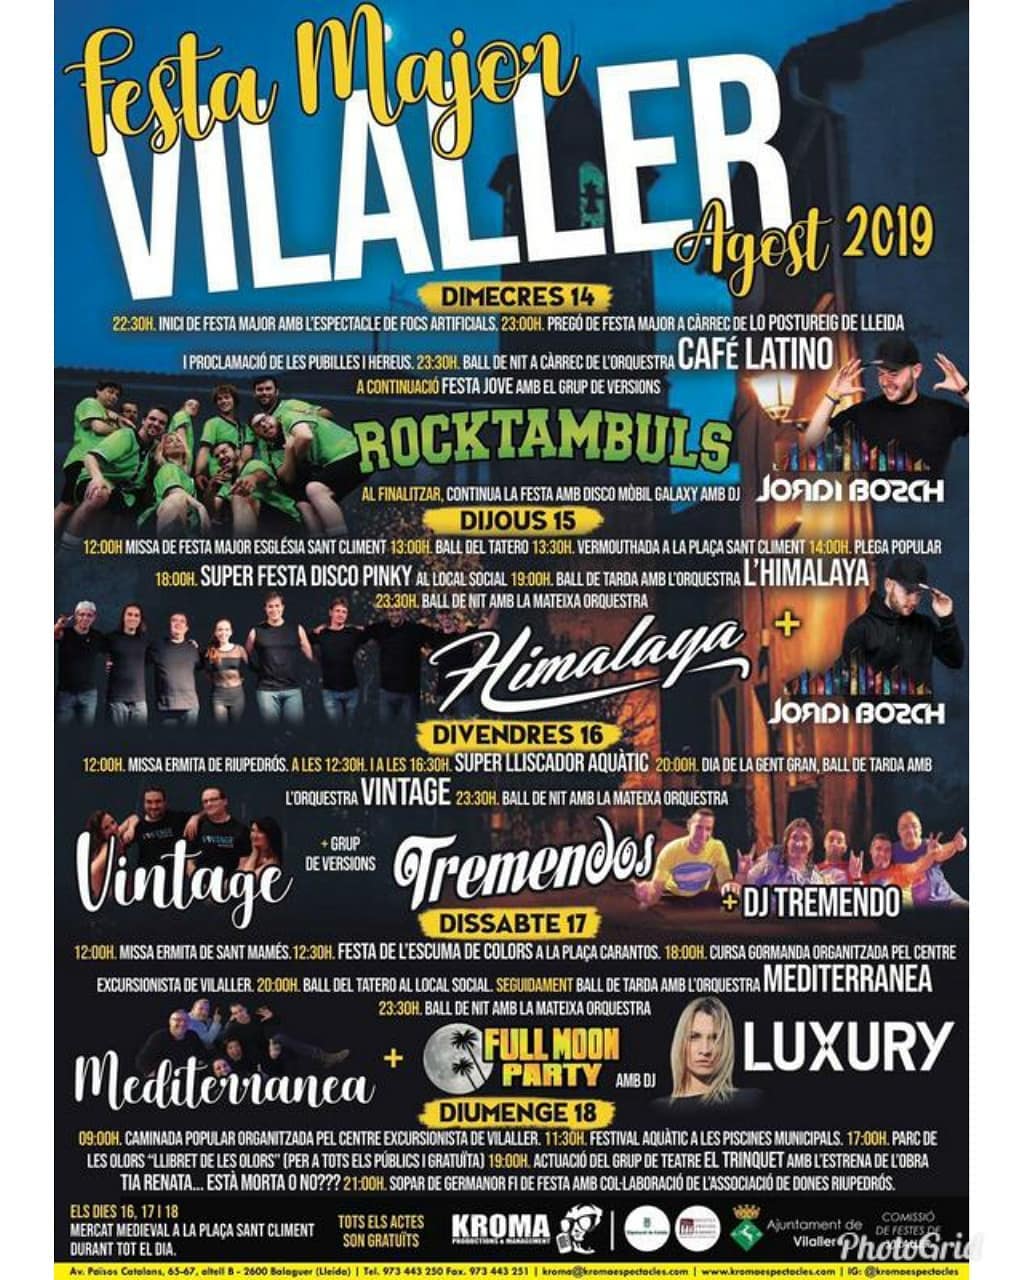 Festa Major
VILALLER
Agost 2019
DIMECRES 14
22:30H. INICI DE FESTA MAJOR AMB L'ESPECTACLE DE FOCS ARTIFICIALS. 23:00H. PREGÓ DE FESTA MAJOR A CÀRREC DE LO POSTUREIG DE LLEIDA
I PROCLAMACIÓ DE LES PUBILLES I HEREUS. 23:30H. BALL DE NIT A CÀRREC DE L'ORQUESTRA CAFÉ LATINO
A CONTINUACIÓ FESTA JOVE AMB EL GRUP DE VERSIONS
ROCKTAMBULS
AL FINALITZAR, CONTINUA LA FESTA AMB DISCO MÒBIL GALAXY AMB DJ JORDI BOSCH
DIJOUS 15
12:00H MISSA DE FESTA MAJOR ESGLÉSIA SANT CLIMENT 13:00H. BALL DEL TATERO 13:30H. VERMOUTHADA A LA PLAÇA SANT CLIMENT 14:00H. PLEGA POPULAR
18:00H. SUPER FESTA DISCO PINKY AL LOCAL SOCIAL 19:00H. BALL DE TARDA AMB L'ORQUESTRA L'HIMALAYA
23:30H. BALL DE NIT AMB LA MATEIXA ORQUESTRA
Himalaya + JORDI BOSCH
DIVENDRES 16
12:00H. MISSA ERMITA DE RIUPEDRÓS. A LES 12:30H. I A LES 16:30H. SUPER LLISCADOR AQUÀTIC 20:00H. DIA DE LA GENT GRAN, BALL DE TARDA AMB
L'ORQUESTRA VINTAGE 23:30H. BALL DE NIT AMB LA MATEIXA ORQUESTRA
VINTAGE
Vintage
+ GRUP
DE VERSIONS
Tremendos
+ DJ TREMENDO
DISSABTE 17
12:00H. MISSA ERMITA DE SANT MAMÉS. 12:30H. FESTA DE L'ESCUMA DE COLORS A LA PLAÇA CARANTOS. 18:00H. CURSA GORMANDA ORGANITZADA PEL CENTRE
EXCURSIONISTA DE VILALLER. 20:00H. BALL DEL TATERO AL LOCAL SOCIAL. SEGUIDAMENT BALL DE TARDA AMB L'ORQUESTRA MEDITERRANEA
23:30H. BALL DE NIT AMB LA MATEIXA ORQUESTRA
Mediterranea
+
FULL MOON
PARTY AMB DJ
LUXURY
DIUMENGE 18
09:00H. CAMINADA POPULAR ORGANITZADA PEL CENTRE EXCURSIONISTA DE VILALLER. 11:30H. FESTIVAL AQUÀTIC A LES PISCINES MUNICIPALS. 17:00H. PARC DE
LES OLORS "LLIBRET DE LES OLORS" (PER A TOTS ELS PÚBLICS I GRATUÏTA) 19:00H. ACTUACIÓ DEL GRUP DE TEATRE EL TRINQUET AMB L'ESTRENA DE L'OBRA
TIA RENATA... ESTÀ MORTA O NO??? 21:00H. SOPAR DE GERMANOR FI DE FESTA AMB COL·LABORACIÓ DE L'ASSOCIACIÓ DE DONES RIUPEDRÓS.
ELS DIES 16, 17 I 18
MERCAT MEDIEVAL A LA PLAÇA SANT CLIMENT
DURANT TOT EL DIA.
TOTS ELS ACTES
SON GRATUÏTS
KROMA
PRODUCTIONS & MANAGEMENT
Diputació de Lleida
Ajuntament de
Vilaller
COMISSIÓ
DE FESTES DE
PhotoGrid
Av. Països Catalans, 65-67, altell B - 2600 Balaguer (Lleida) | Tel. 973 443 250 Fax. 973 443 251 | kroma@kromaespectacles.com | www.kromaespectacles.com | IG: @kromaespectacles